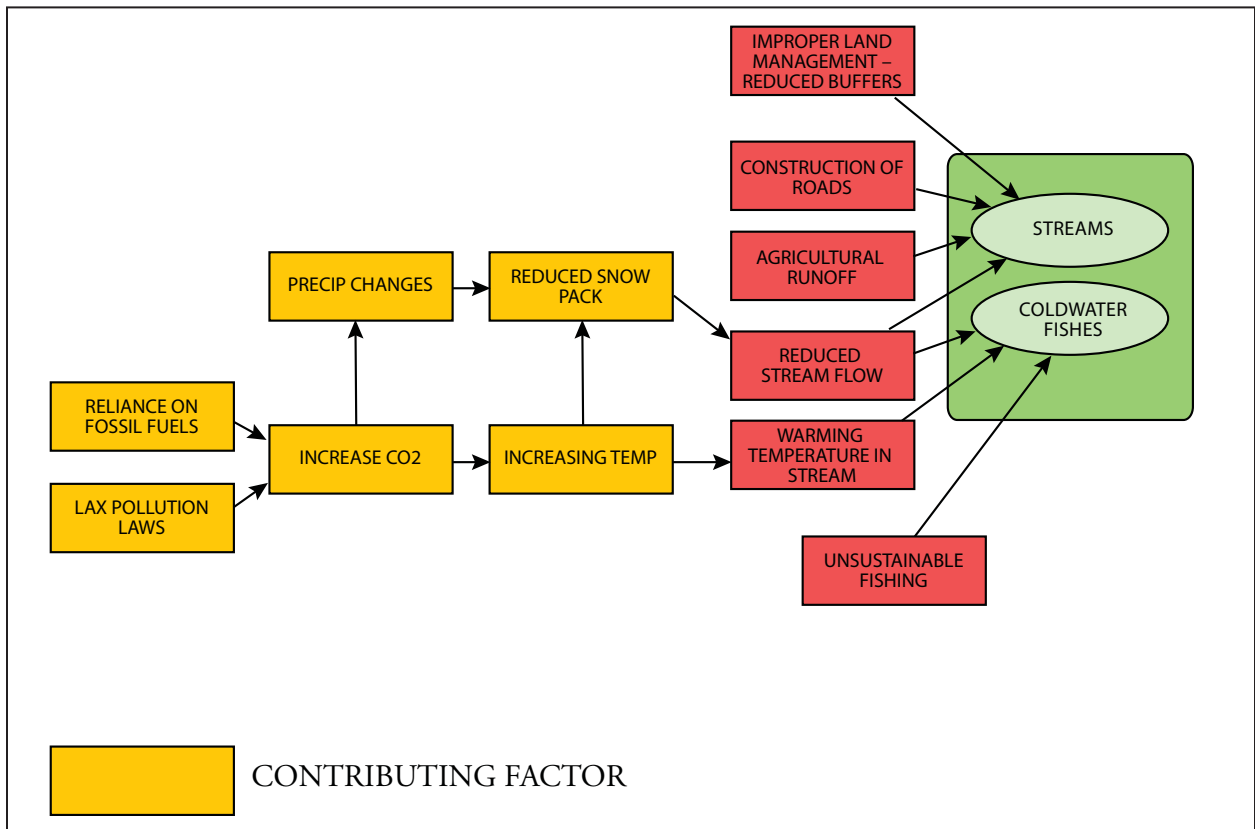 IMPROPER LAND
MANAGEMENT –
REDUCED BUFFERS
CONSTRUCTION OF
ROADS
STREAMS
AGRICULTURAL
RUNOFF
PRECIP CHANGES
REDUCED SNOW
PACK
COLDWATER
FISHES
REDUCED
STREAM FLOW
RELIANCE ON
FOSSIL FUELS
INCREASE CO2
INCREASING TEMP
WARMING
TEMPERATURE IN
STREAM
LAX POLLUTION
LAWS
UNSUSTAINABLE
FISHING
CONTRIBUTING FACTOR